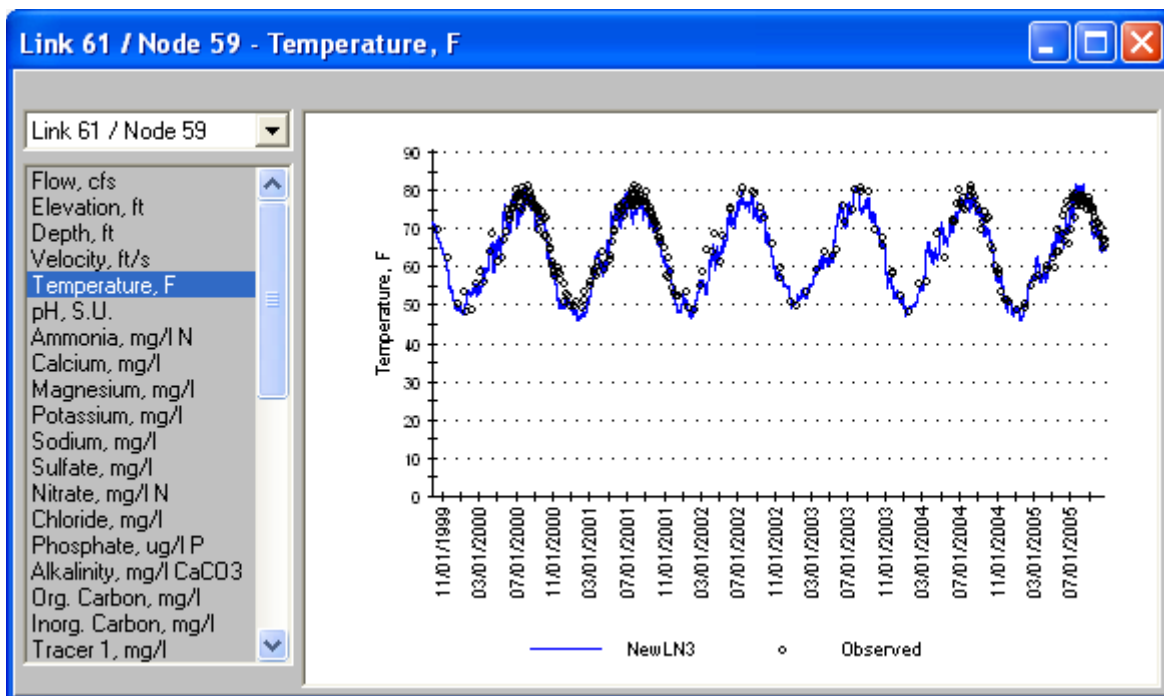 Link 61 / Node 59 - Temperature, F
Link 61 / Node 59
Flow, cfs
Elevation, ft
Depth, ft
Velocity, ft/s
Temperature, F
pH, S.U.
Ammonia, mg/l N
Calcium, mg/l
Magnesium, mg/l
Potassium, mg/l
Sodium, mg/l
Sulfate, mg/l
Nitrate, mg/l N
Chloride, mg/l
Phosphate, ug/l P
Alkalinity, mg/l CaCO3
Org. Carbon, mg/l
Inorg. Carbon, mg/l
Tracer 1, mg/l
Temperature, F
90
80
70
60
50
40
30
20
10
0
11/01/1999
03/01/2000
07/01/2000
11/01/2000
03/01/2001
07/01/2001
11/01/2001
03/01/2002
07/01/2002
11/01/2002
03/01/2003
07/01/2003
11/01/2003
03/01/2004
07/01/2004
11/01/2004
03/01/2005
07/01/2005
NewLN3
Observed